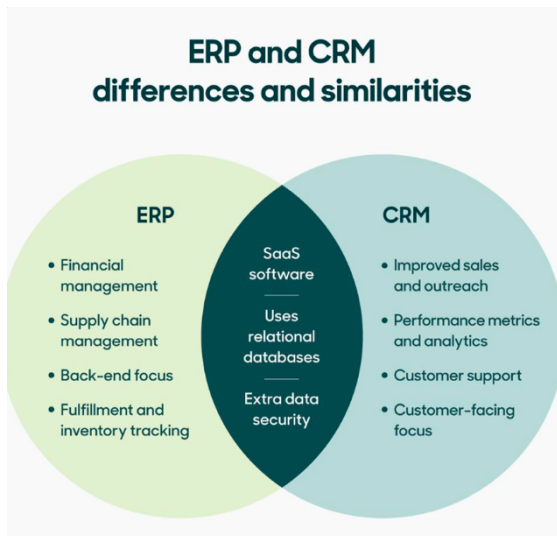 ERP and CRM
differences and similarities
ERP
• Financial
management
• Supply chain
management
• Back-end focus
• Fulfillment and
inventory tracking
SaaS
software
Uses
relational
databases
Extra data
security
CRM
• Improved sales
and outreach
• Performance metrics
and analytics
• Customer support
• Customer-facing
focus